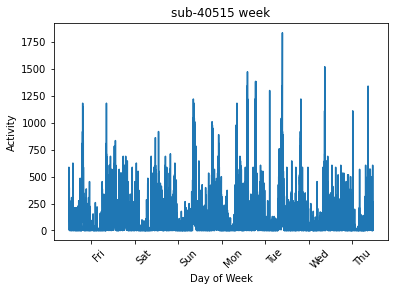 sub-40515 week
1750
1500
1250
1000
750
500
250
0
Activity
Fri
Sat
Sun
Mon
Tue
Wed
Thu
Day of Week